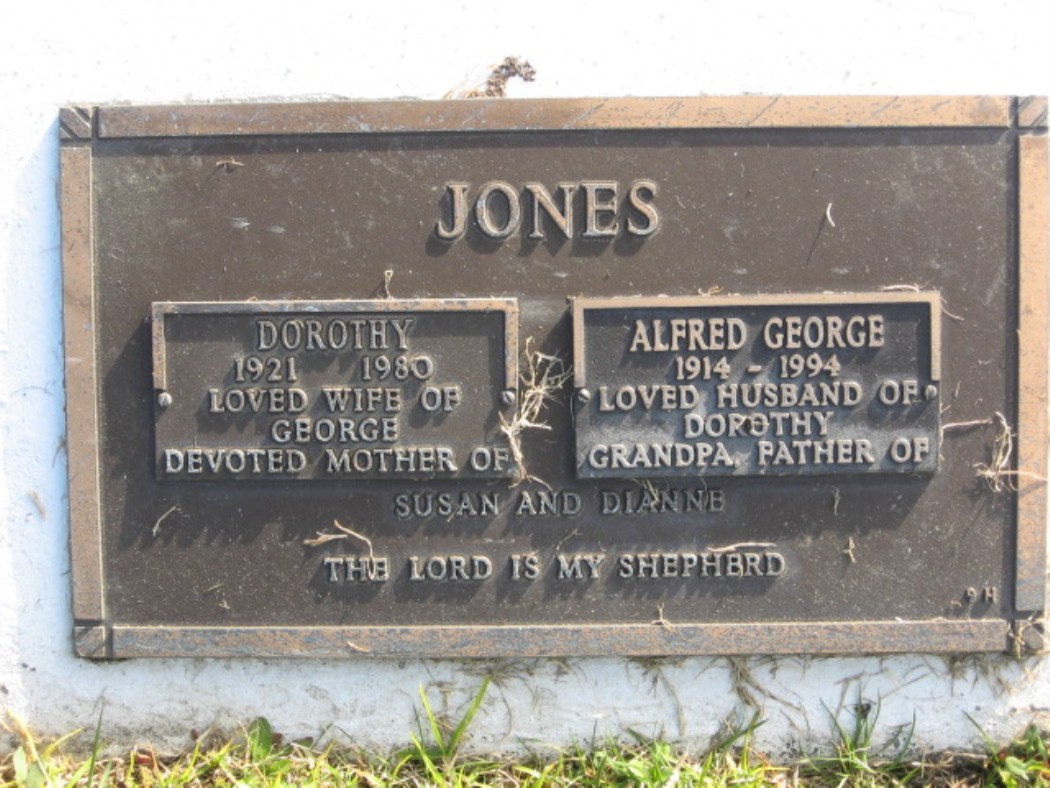 JONES
DOROTHY
1921 1980
LOVED WIFE OF
GEORGE
DEVOTED MOTHER OF
ALFRED GEORGE
1914 - 1994
LOVED HUSBAND OF
DOROTHY
GRANDPA. FATHER OF
SUSAN AND DIANNE
THE LORD IS MY SHEPHERD